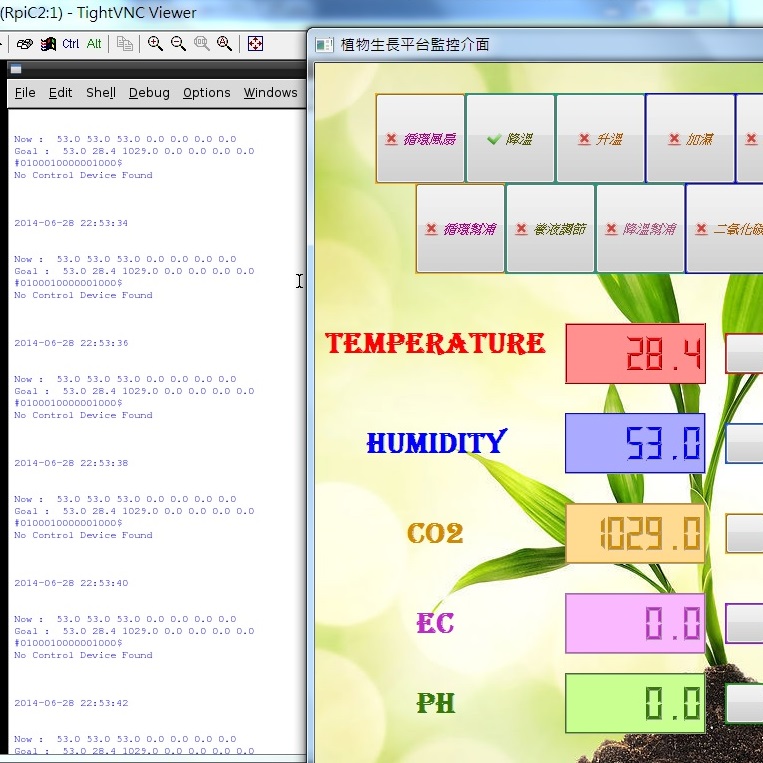 (RpiC2:1) - TightVNC Viewer
Ctrl Alt
File Edit Shell Debug Options Windows
Now : 53.0 53.0 53.0 0.0 0.0 0.0 0.0
Goal : 53.0 28.4 1029.0 0.0 0.0 0.0 0.0
#0100010000001000$
No Control Device Found
2014-06-28 22:53:34
Now : 53.0 53.0 53.0 0.0 0.0 0.0 0.0
Goal : 53.0 28.4 1029.0 0.0 0.0 0.0 0.0
#0100010000001000$
No Control Device Found
2014-06-28 22:53:36
Now : 53.0 53.0 53.0 0.0 0.0 0.0 0.0
Goal : 53.0 28.4 1029.0 0.0 0.0 0.0 0.0
#0100010000001000$
No Control Device Found
2014-06-28 22:53:38
Now : 53.0 53.0 53.0 0.0 0.0 0.0 0.0
Goal : 53.0 28.4 1029.0 0.0 0.0 0.0 0.0
#0100010000001000$
No Control Device Found
2014-06-28 22:53:40
Now : 53.0 53.0 53.0 0.0 0.0 0.0 0.0
Goal : 53.0 28.4 1029.0 0.0 0.0 0.0 0.0
#0100010000001000$
No Control Device Found
2014-06-28 22:53:42
Now : 53.0 53.0 53.0 0.0 0.0 0.0 0.0
Goal : 53.0 28.4 1029.0 0.0 0.0 0.0 0.0
植物生長平台監控介面
循環風扇 降溫 升溫 加濕
循環幫浦 養液調節 降溫幫浦 二氧化碳
TEMPERATURE 28.4
HUMIDITY 53.0
CO2 1029.0
EC 0.0
PH 0.0